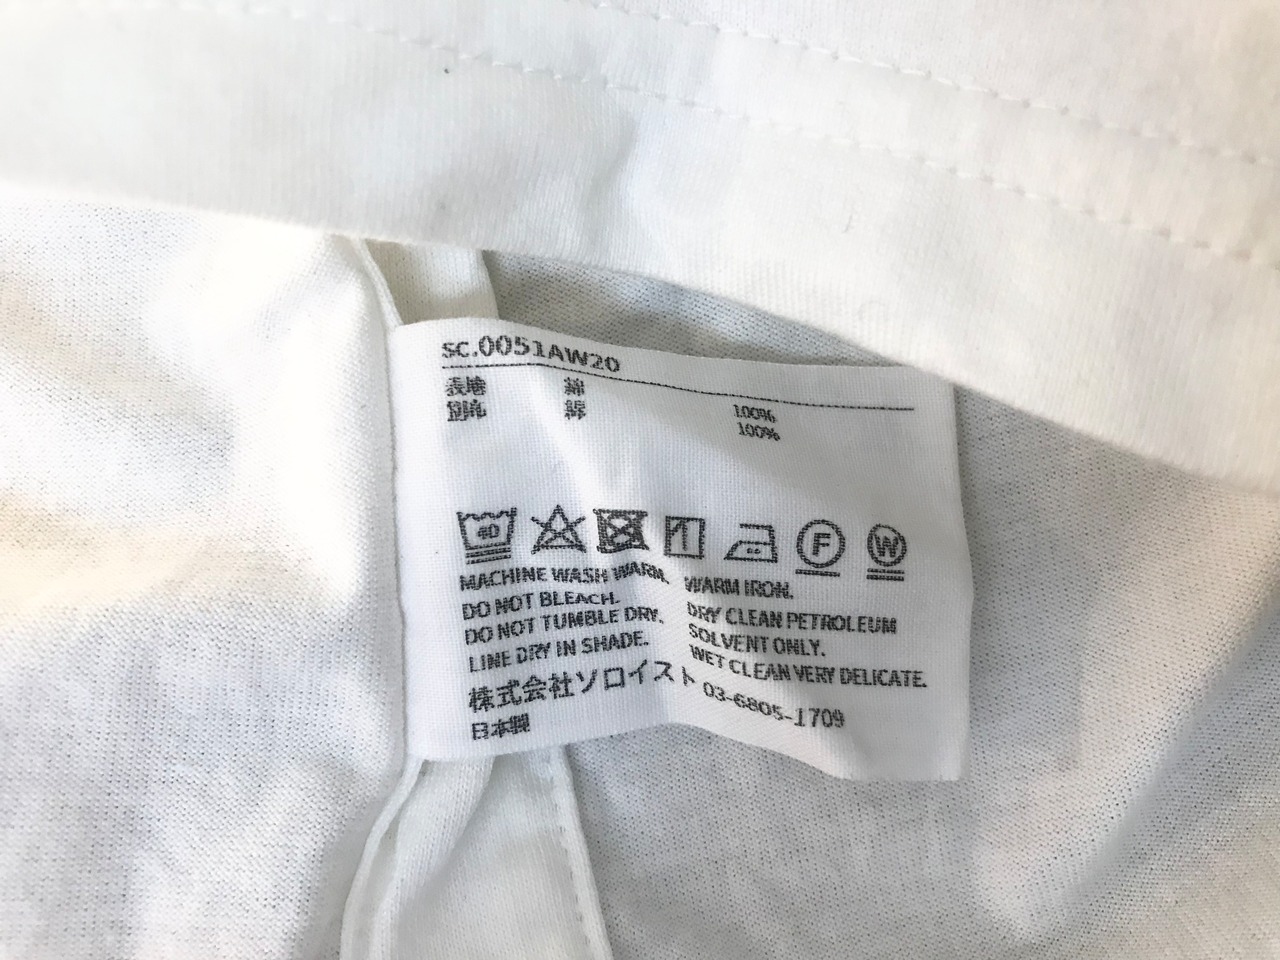 SC.0051AW20
表地 綿 100%
別布 綿 100%
40 F W
MACHINE WASH WARM.
DO NOT BLEACH.
DO NOT TUMBLE DRY.
LINE DRY IN SHADE.
WARM IRON.
DRY CLEAN PETROLEUM
SOLVENT ONLY.
WET CLEAN VERY DELICATE.
株式会社ソロイスト 03-6805-1709
日本製